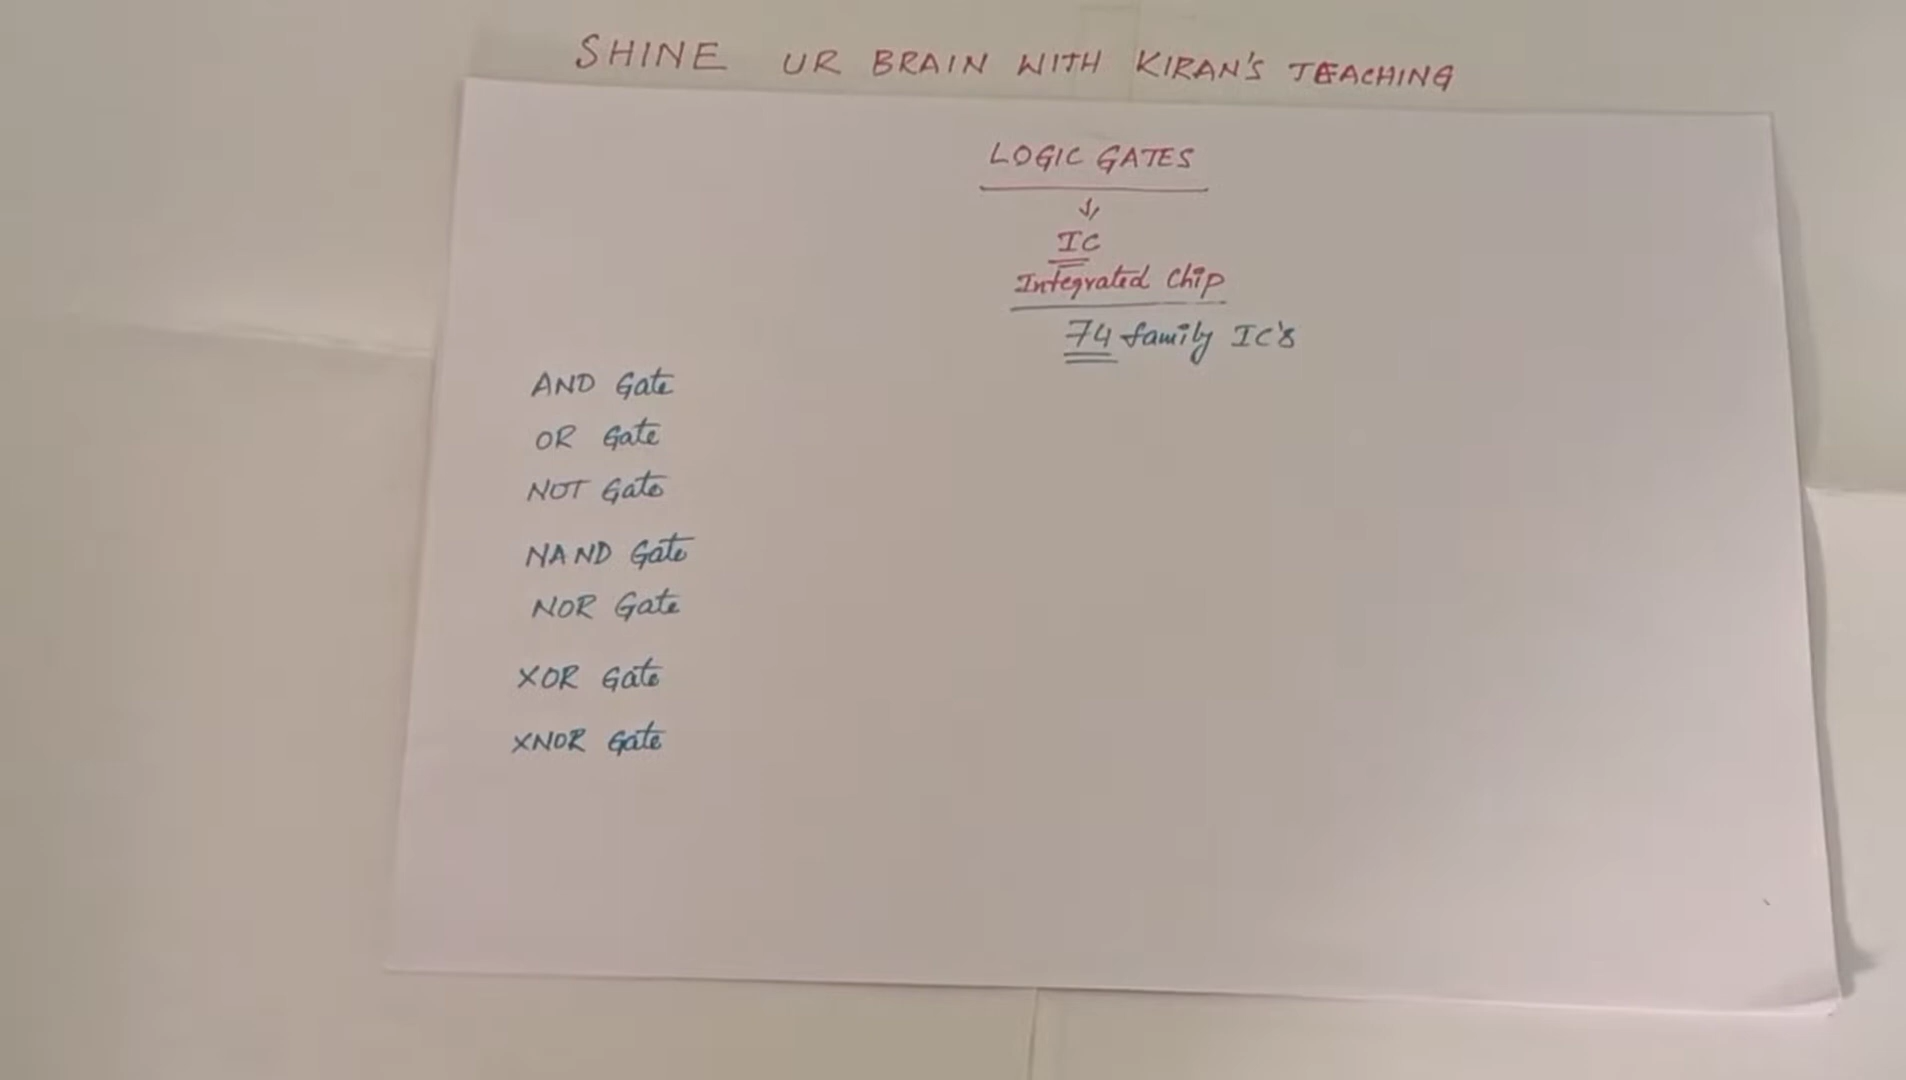 SHINE UR BRAIN WITH KIRAN'S TEACHING
LOGIC GATES
IC
Integrated Chip
74 family IC's
AND Gate
OR Gate
NOT Gate
NAND Gate
NOR Gate
XOR Gate
XNOR Gate